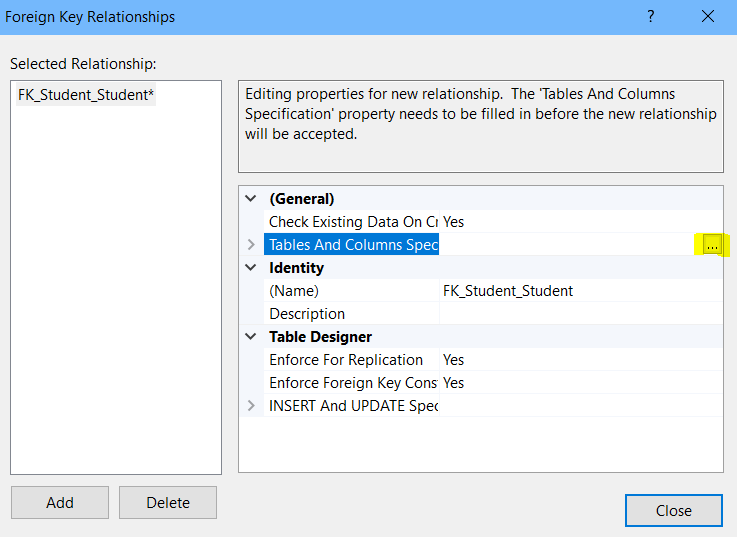 Foreign Key Relationships
?
Selected Relationship:
FK_Student_Student*
Editing properties for new relationship.  The 'Tables And Columns
Specification' property needs to be filled in before the new relationship
will be accepted.
(General)
Check Existing Data On Cr Yes
Tables And Columns Spec ...
Identity
(Name) FK_Student_Student
Description
Table Designer
Enforce For Replication Yes
Enforce Foreign Key Cons Yes
INSERT And UPDATE Spec
Add Delete
Close